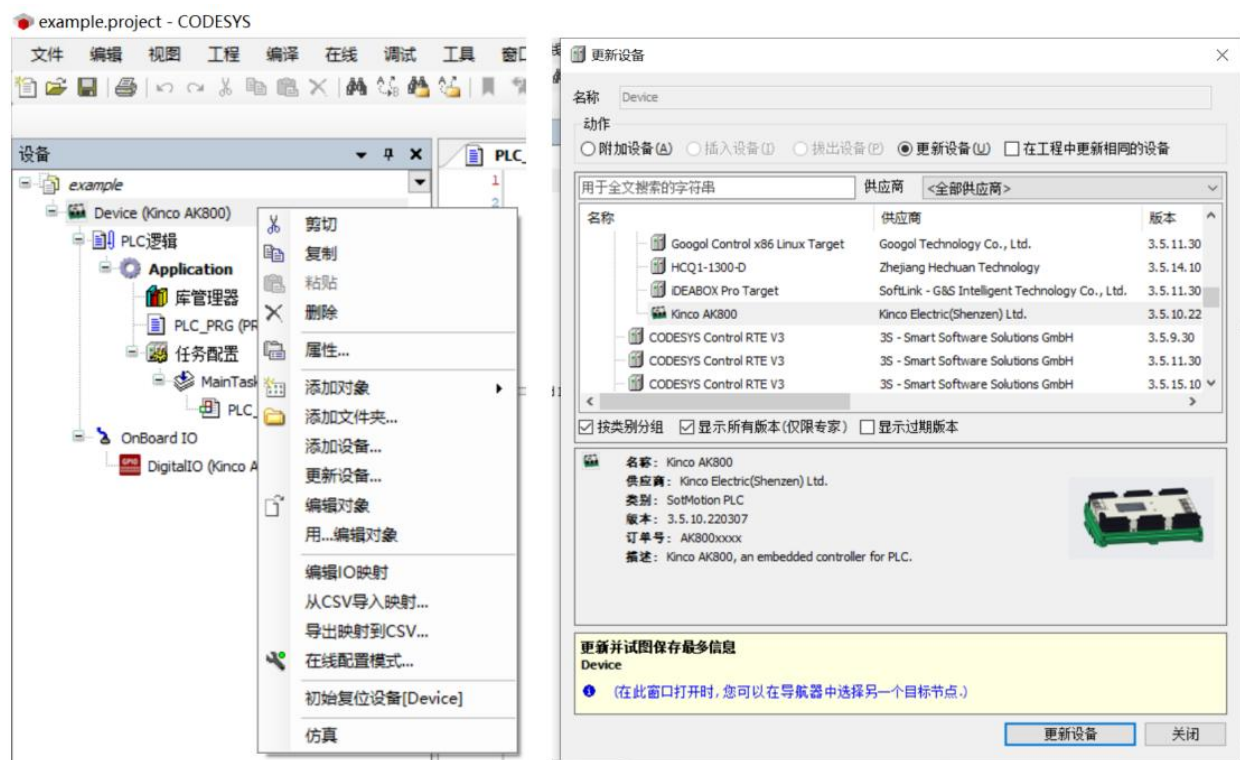 example.project - CODESYS
文件 编辑 视图 工程 编译 在线 调试 工具
设备
PLC_
1
2
example
Device (Kinco AK800)
PLC逻辑
Application
库管理器
PLC_PRG (PR
任务配置
MainTask
PLC_
OnBoard IO
DigitalIO (Kinco A
剪切
复制
粘贴
删除
属性...
添加对象
添加文件夹...
添加设备...
更新设备...
编辑对象
用...编辑对象
编辑IO映射
从CSV导入映射...
导出映射到CSV...
在线配置模式...
初始复位设备[Device]
仿真
更新设备
名称 Device
动作
附加设备(A) 插入设备(I) 拔出设备(P) 更新设备(U) 在工程中更新相同的设备
用于全文搜索的字符串 供应商 <全部供应商>
名称 供应商 版本
Googol Control x86 Linux Target Googol Technology Co., Ltd. 3.5.11.30
HCQ1-1300-D Zhejiang Hechuan Technology 3.5.14.10
iDEABOX Pro Target SoftLink - G&S Intelligent Technology Co., Ltd. 3.5.11.30
Kinco AK800 Kinco Electric(Shenzen) Ltd. 3.5.10.22
CODESYS Control RTE V3 3S - Smart Software Solutions GmbH 3.5.9.30
CODESYS Control RTE V3 3S - Smart Software Solutions GmbH 3.5.11.30
CODESYS Control RTE V3 3S - Smart Software Solutions GmbH 3.5.15.10
按类别分组 显示所有版本(仅限专家) 显示过期版本
名称: Kinco AK800
供应商: Kinco Electric(Shenzen) Ltd.
类别: SotMotion PLC
版本: 3.5.10.220307
订单号: AK800xxxx
描述: Kinco AK800, an embedded controller for PLC.
更新并试图保存最多信息
Device
(在此窗口打开时,您可以在导航器中选择另一个目标节点.)
更新设备 关闭